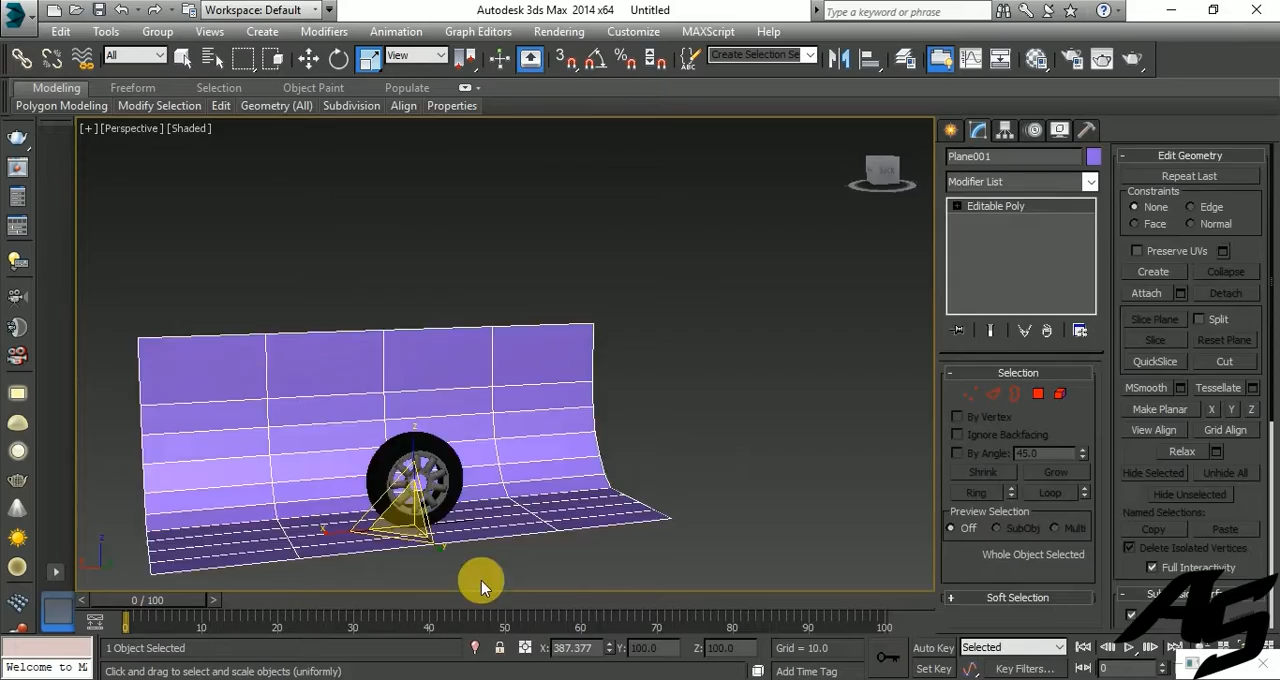 Workspace: Default
Autodesk 3ds Max 2014 x64 Untitled
Type a keyword or phrase
Edit Tools Group Views Create Modifiers Animation Graph Editors Rendering Customize MAXScript Help
All
View
3
Create Selection Se
Modeling Freeform Selection Object Paint Populate
Polygon Modeling Modify Selection Edit Geometry (All) Subdivision Align Properties
[+] [Perspective] [Shaded]
Plane001
Modifier List
Editable Poly
Edit Geometry
Repeat Last
Constraints
None Edge
Face Normal
Preserve UVs
Create Collapse
Attach Detach
Slice Plane Split
Slice Reset Plane
QuickSlice Cut
MSmooth Tessellate
Make Planar X Y Z
View Align Grid Align
Relax
Hide Selected Unhide All
Hide Unselected
Named Selections:
Copy Paste
Delete Isolated Vertices
Full Interactivity
Selection
By Vertex
Ignore Backfacing
By Angle: 45.0
Shrink Grow
Ring Loop
Preview Selection
Off SubObj Multi
Whole Object Selected
Soft Selection
z
x
y
z
0 / 100
0 10 20 30 40 50 60 70 80 90 100
1 Object Selected
X: 387.377 Y: 100.0 Z: 100.0
Grid = 10.0
Auto Key Selected
Welcome to M
Click and drag to select and scale objects (uniformly)
Add Time Tag
Set Key Key Filters...
0
AS